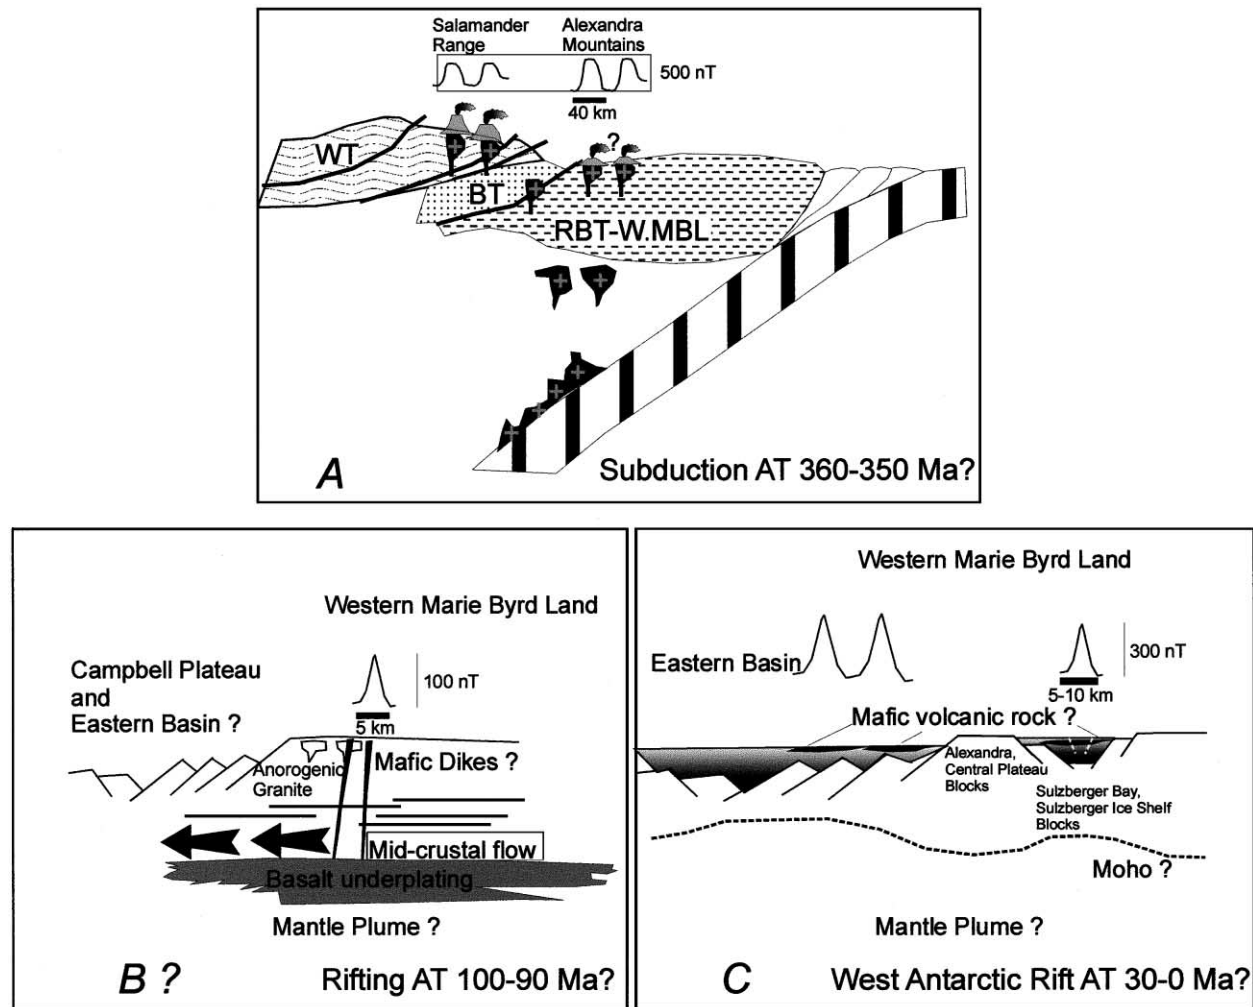 Salamander
Range
Alexandra
Mountains
500 nT
40 km
?
WT
BT
RBT-W.MBL
A
Subduction AT 360-350 Ma?
Western Marie Byrd Land
Campbell Plateau
and
Eastern Basin ?
100 nT
5 km
Anorogenic
Granite
Mafic Dikes ?
Mid-crustal flow
Basalt underplating
Mantle Plume ?
B ?
Rifting AT 100-90 Ma?
Western Marie Byrd Land
Eastern Basin
300 nT
5-10 km
Mafic volcanic rock ?
Alexandra,
Central Plateau
Blocks
Sulzberger Bay,
Sulzberger Ice Shelf
Blocks
Moho ?
Mantle Plume ?
C
West Antarctic Rift AT 30-0 Ma?